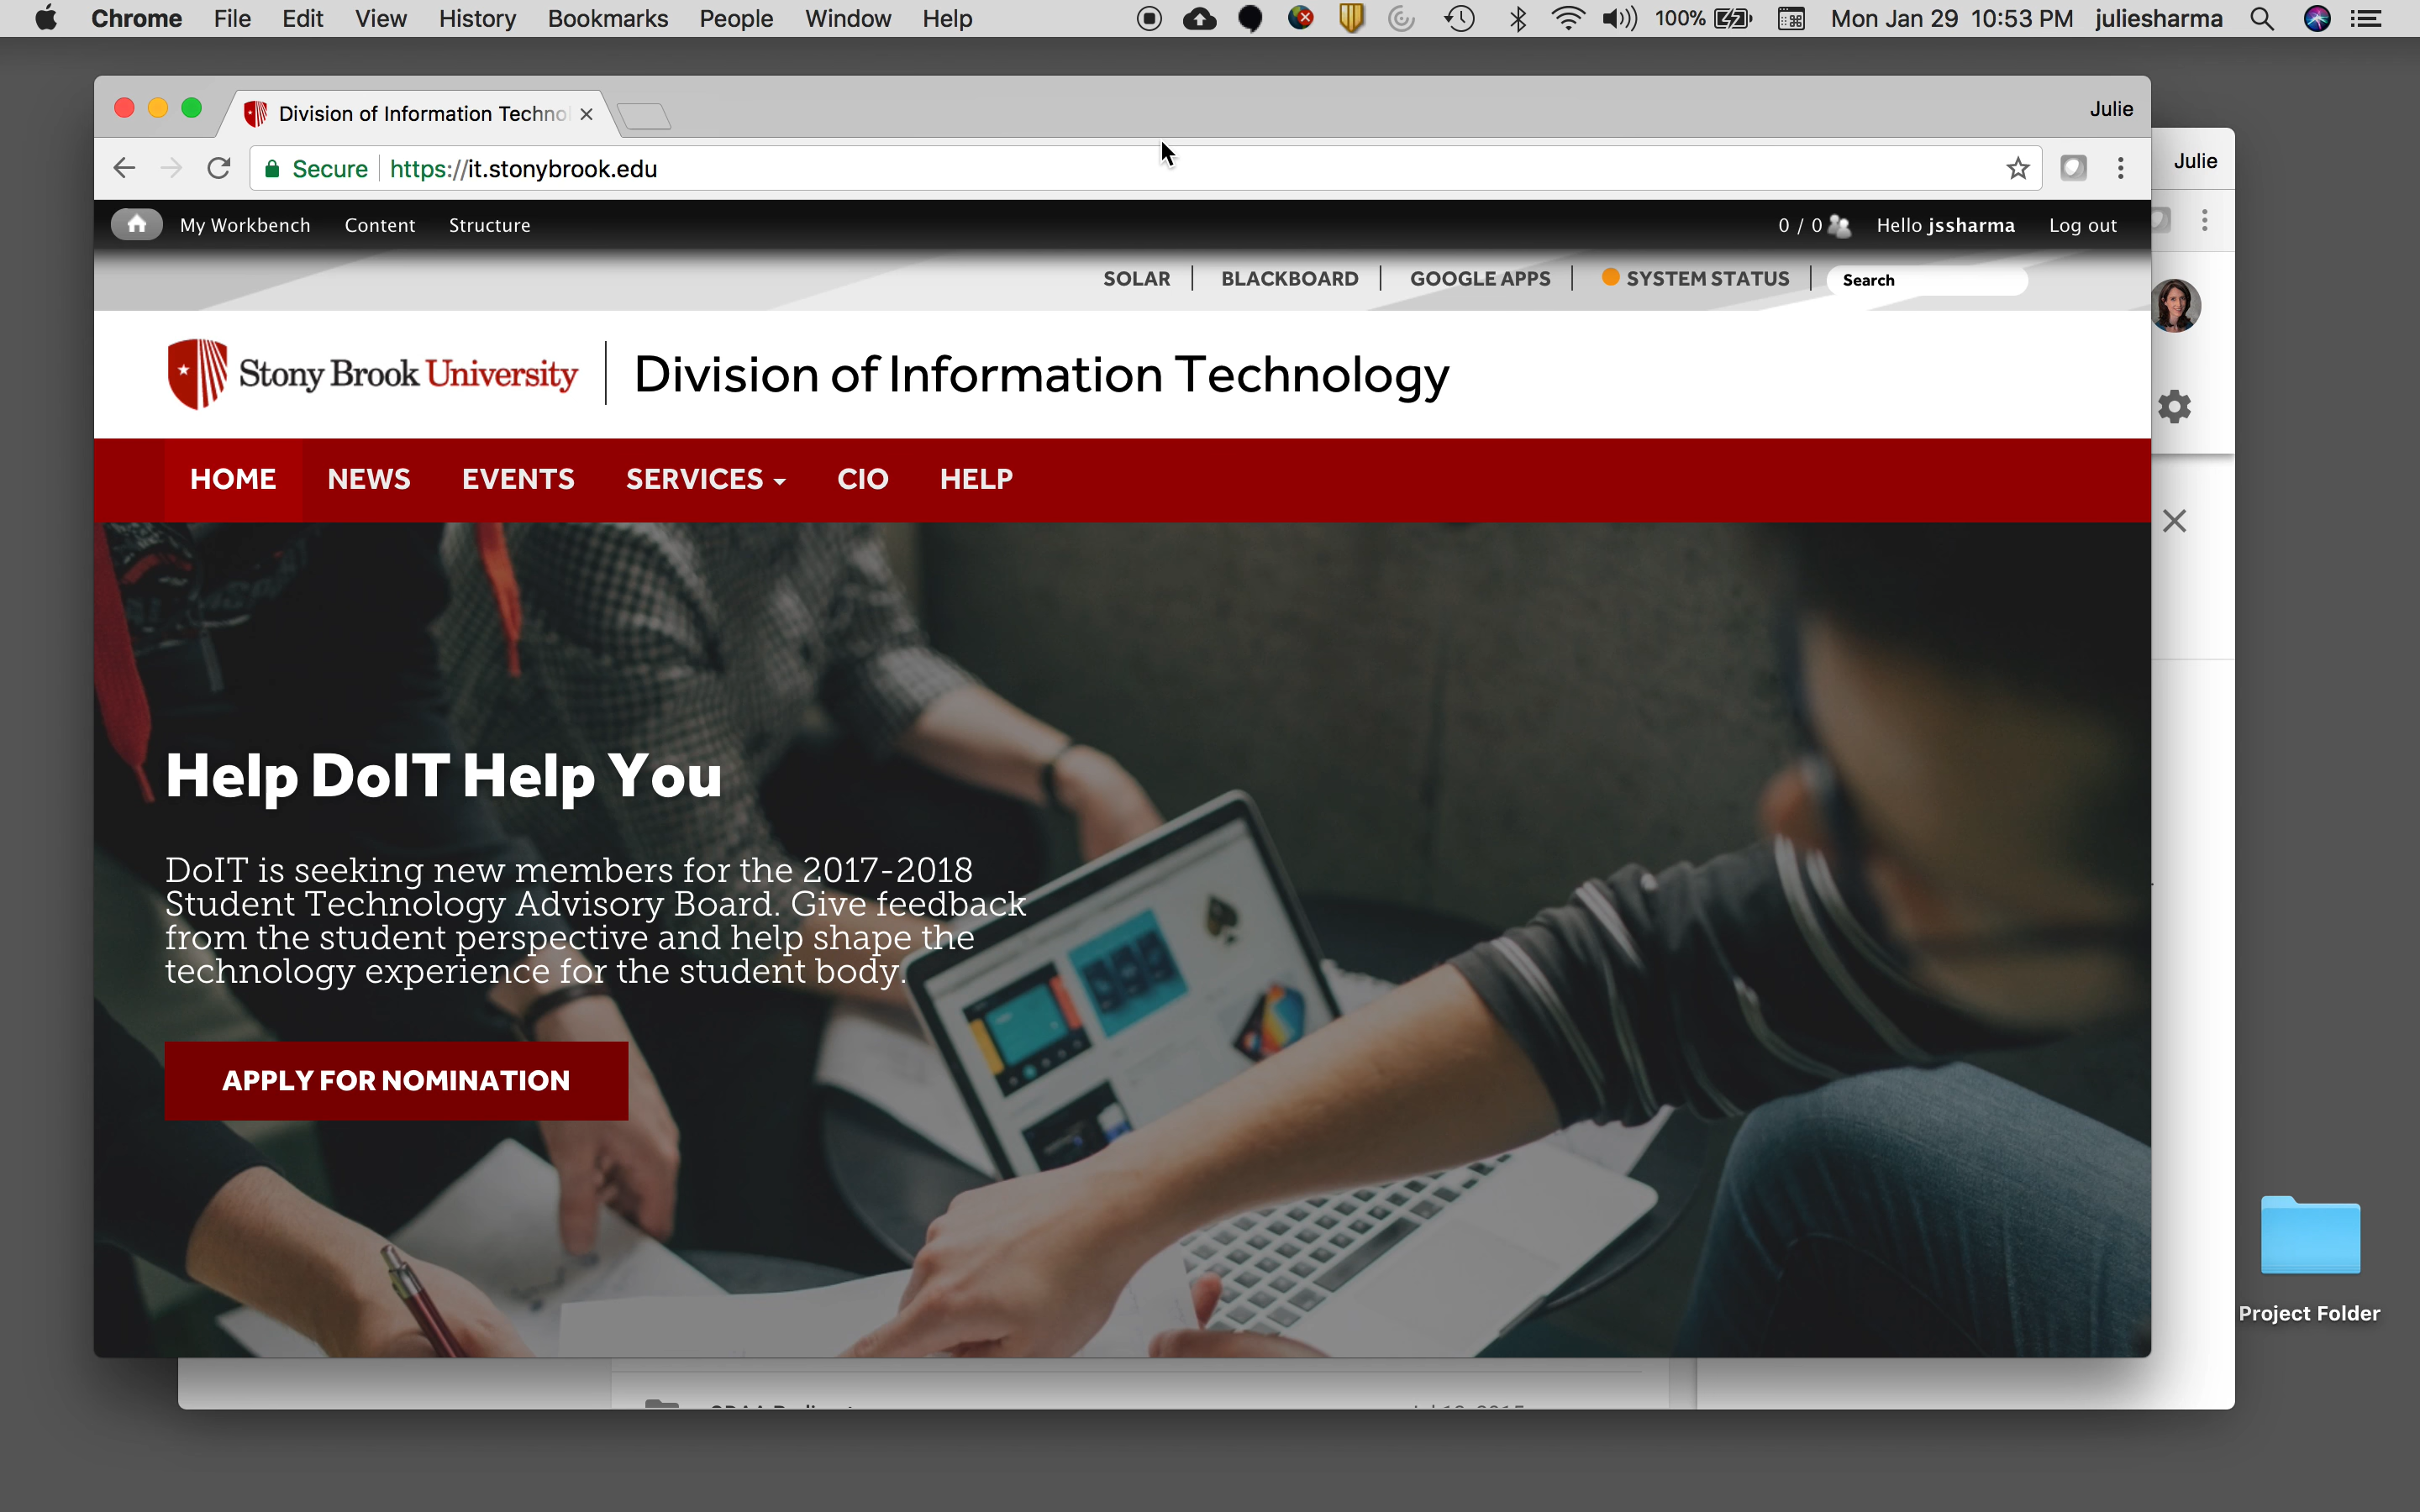 Chrome File Edit View History Bookmarks People Window Help 100% Mon Jan 29 10:53 PM juliesharma
Division of Information Techno
Julie
Secure https://it.stonybrook.edu
Julie
My Workbench Content Structure 0 / 0 Hello jssharma Log out
SOLAR BLACKBOARD GOOGLE APPS SYSTEM STATUS Search
Stony Brook University Division of Information Technology
HOME NEWS EVENTS SERVICES CIO HELP
Help DoIT Help You
DoIT is seeking new members for the 2017-2018
Student Technology Advisory Board. Give feedback
from the student perspective and help shape the
technology experience for the student body.
APPLY FOR NOMINATION
Project Folder